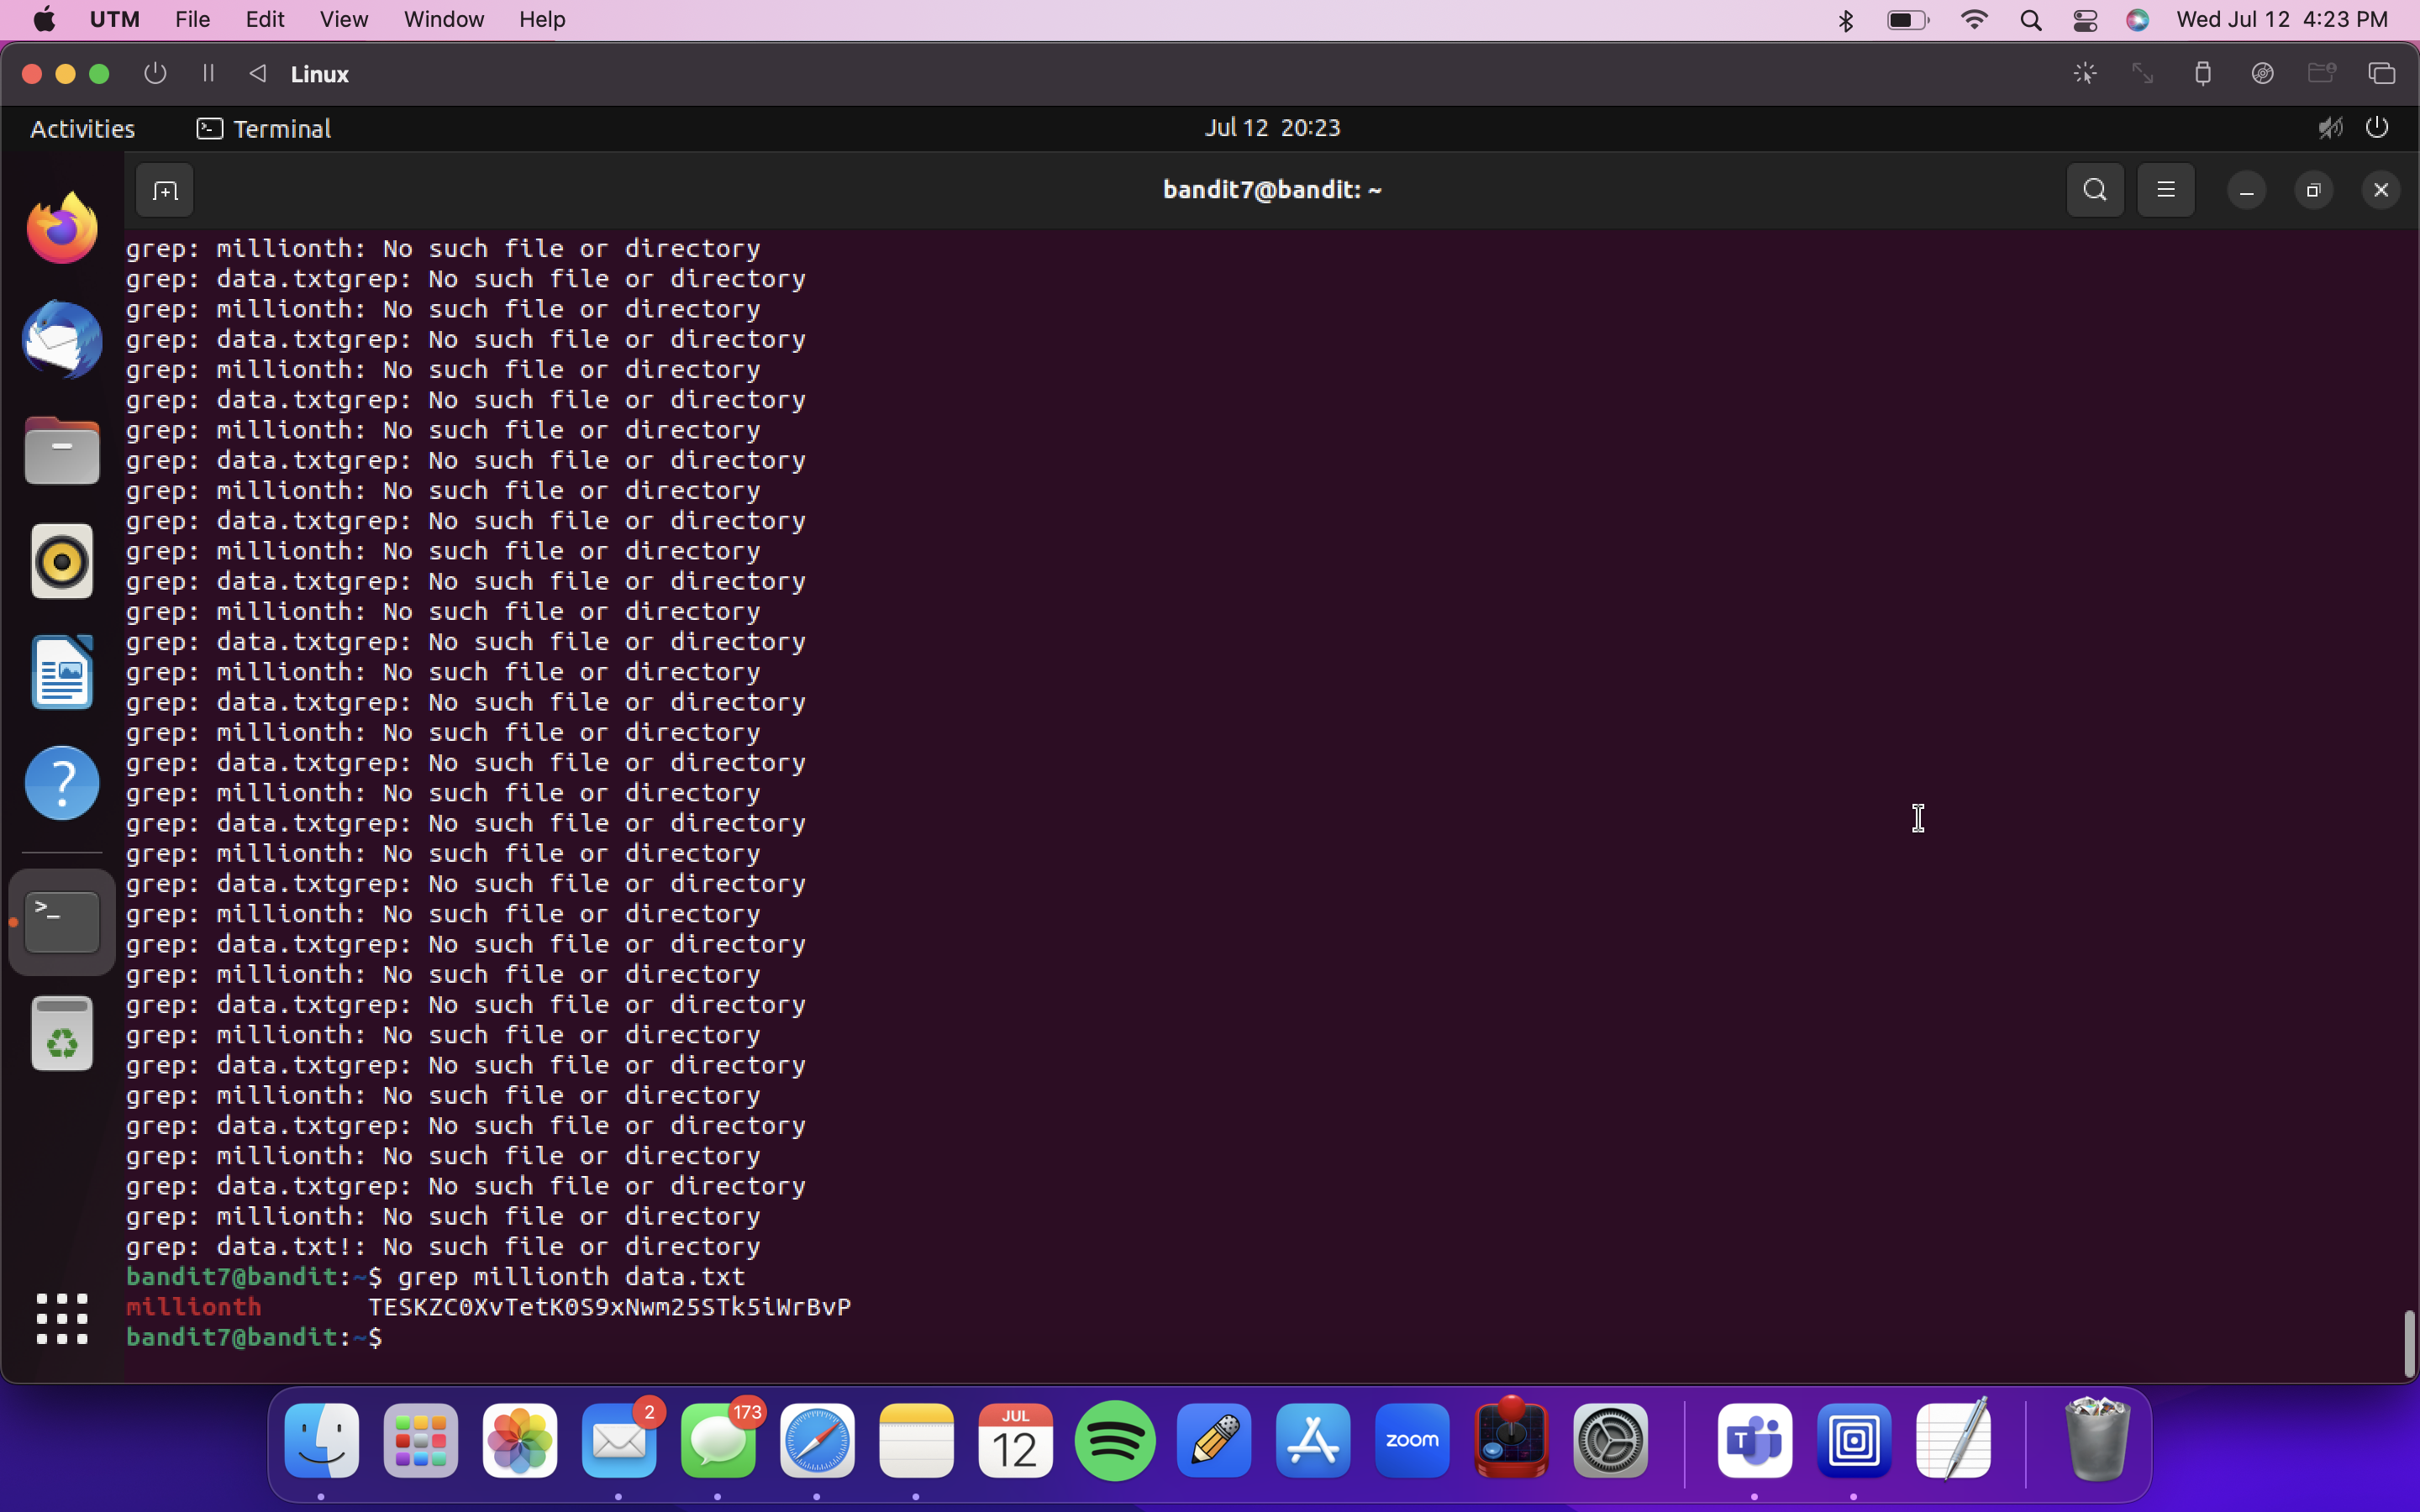 UTM File Edit View Window Help Wed Jul 12 4:23 PM
Linux
Activities Terminal Jul 12 20:23
bandit7@bandit: ~
grep: millionth: No such file or directory
grep: data.txtgrep: No such file or directory
grep: millionth: No such file or directory
grep: data.txtgrep: No such file or directory
grep: millionth: No such file or directory
grep: data.txtgrep: No such file or directory
grep: millionth: No such file or directory
grep: data.txtgrep: No such file or directory
grep: millionth: No such file or directory
grep: data.txtgrep: No such file or directory
grep: millionth: No such file or directory
grep: data.txtgrep: No such file or directory
grep: millionth: No such file or directory
grep: data.txtgrep: No such file or directory
grep: millionth: No such file or directory
grep: data.txtgrep: No such file or directory
grep: millionth: No such file or directory
grep: data.txtgrep: No such file or directory
grep: millionth: No such file or directory
grep: data.txtgrep: No such file or directory
grep: millionth: No such file or directory
grep: data.txtgrep: No such file or directory
grep: millionth: No such file or directory
grep: data.txtgrep: No such file or directory
grep: millionth: No such file or directory
grep: data.txtgrep: No such file or directory
grep: millionth: No such file or directory
grep: data.txtgrep: No such file or directory
grep: millionth: No such file or directory
grep: data.txtgrep: No such file or directory
grep: millionth: No such file or directory
grep: data.txtgrep: No such file or directory
grep: millionth: No such file or directory
grep: data.txt!: No such file or directory
bandit7@bandit:~$ grep millionth data.txt
millionth TESKZC0XvTetK0S9xNwm25STk5iWrBvP
bandit7@bandit:~$
2 173 JUL
12 zoom T